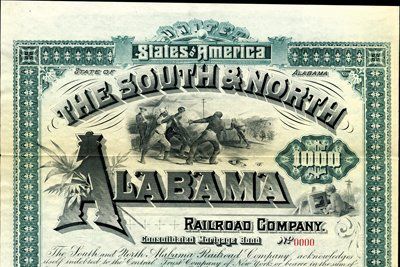 UNITED
States of America
STATE OF ALABAMA
THE SOUTH & NORTH
1000
ALABAMA
RAILROAD COMPANY.
Consolidated Mortgage Bond No 0000
The South and North Alabama Railroad Company, acknowledges
itself indebted to the Central Trust Company of New York, or bearer in the sum of